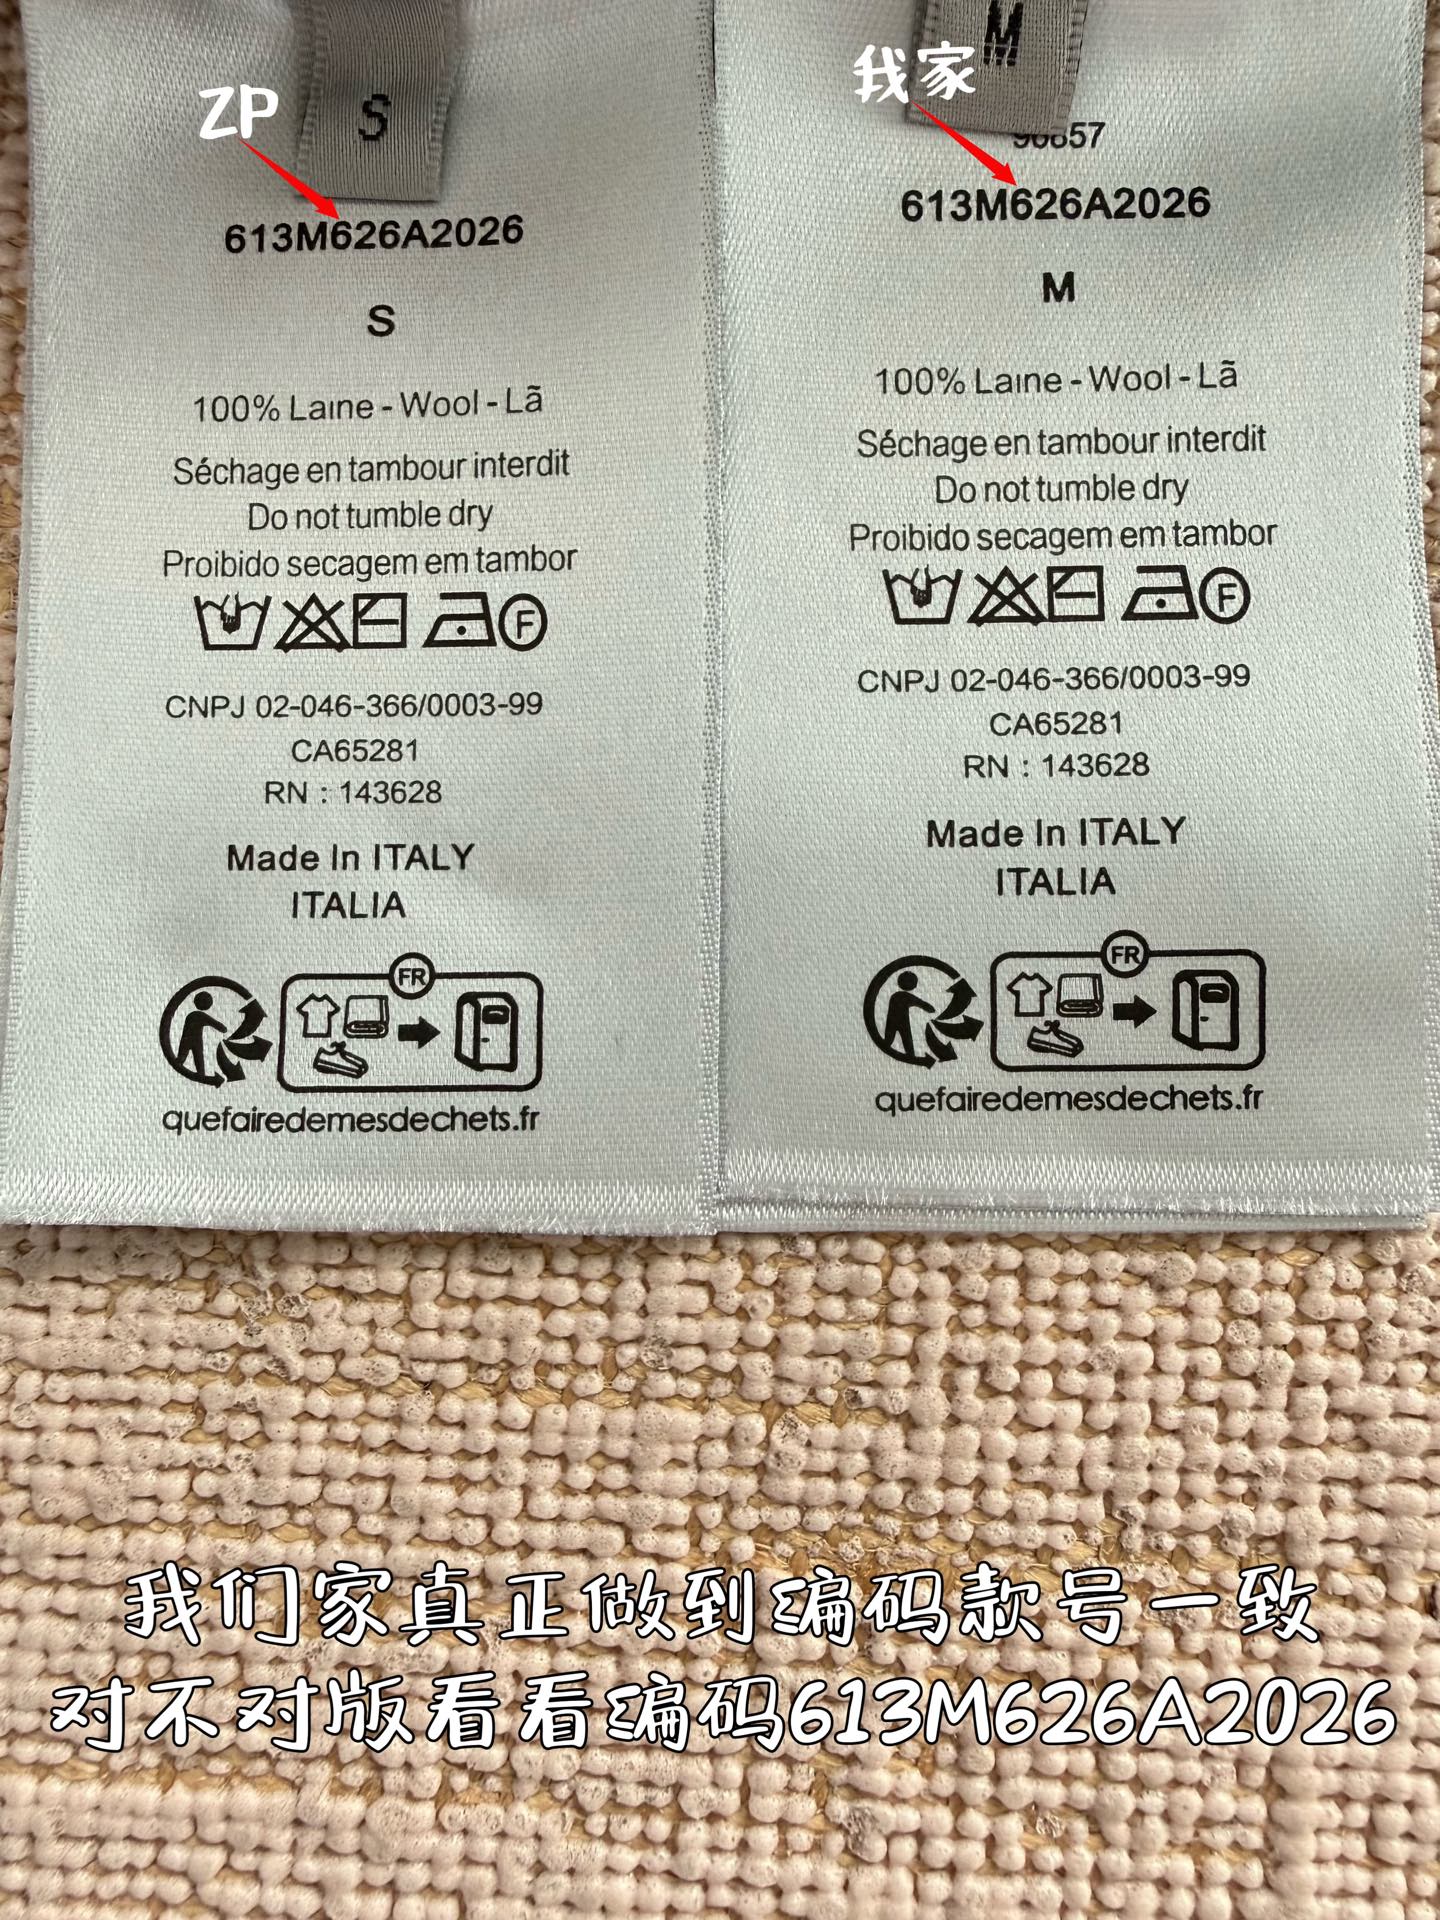 S
ZP
613M626A2026
S
100% Laıne - Wool - Lã
Séchage en tambour interdit
Do not tumble dry
Proibido secagem em tambor
F
CNPJ 02-046-366/0003-99
CA65281
RN : 143628
Made In ITALY
ITALIA
FR
quefairedemesdechets.fr
M
我家
96857
613M626A2026
M
100% Laıne - Wool - Lã
Séchage en tambour interdit
Do not tumble dry
Proibido secagem em tambor
F
CNPJ 02-046-366/0003-99
CA65281
RN : 143628
Made In ITALY
ITALIA
FR
quefairedemesdechets.fr
我们家真正做到编码款号一致
对不对版看看编码613M626A2026